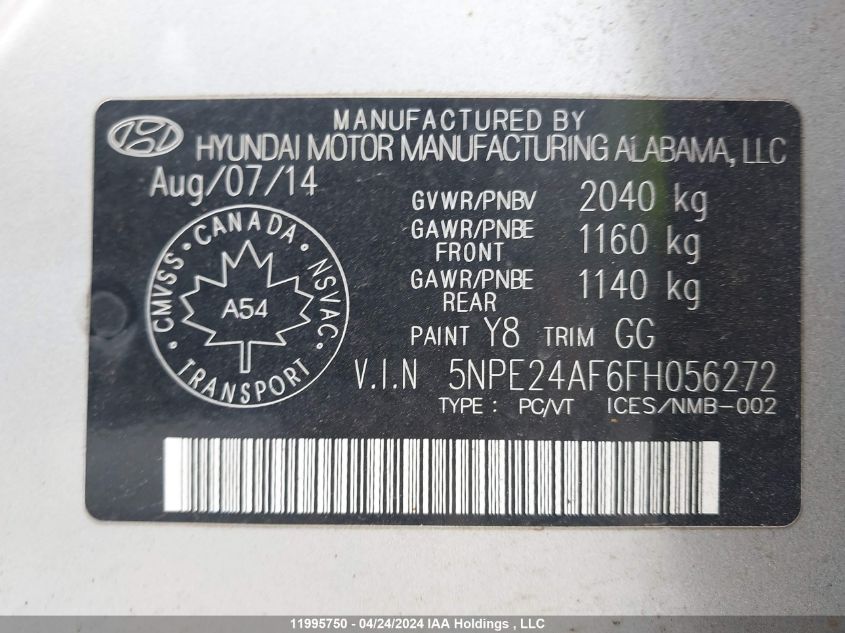 MANUFACTURED BY
HYUNDAI MOTOR MANUFACTURING ALABAMA, LLC
Aug/07/14
GVWR/PNBV 2040 kg
GAWR/PNBE FRONT 1160 kg
GAWR/PNBE REAR 1140 kg
PAINT Y8 TRIM GG
CMVSS • CANADA • NSVAC • TRANSPORT •
A54
V.I.N 5NPE24AF6FH056272
TYPE : PC/VT ICES/NMB-002
11995750 - 04/24/2024 IAA Holdings , LLC